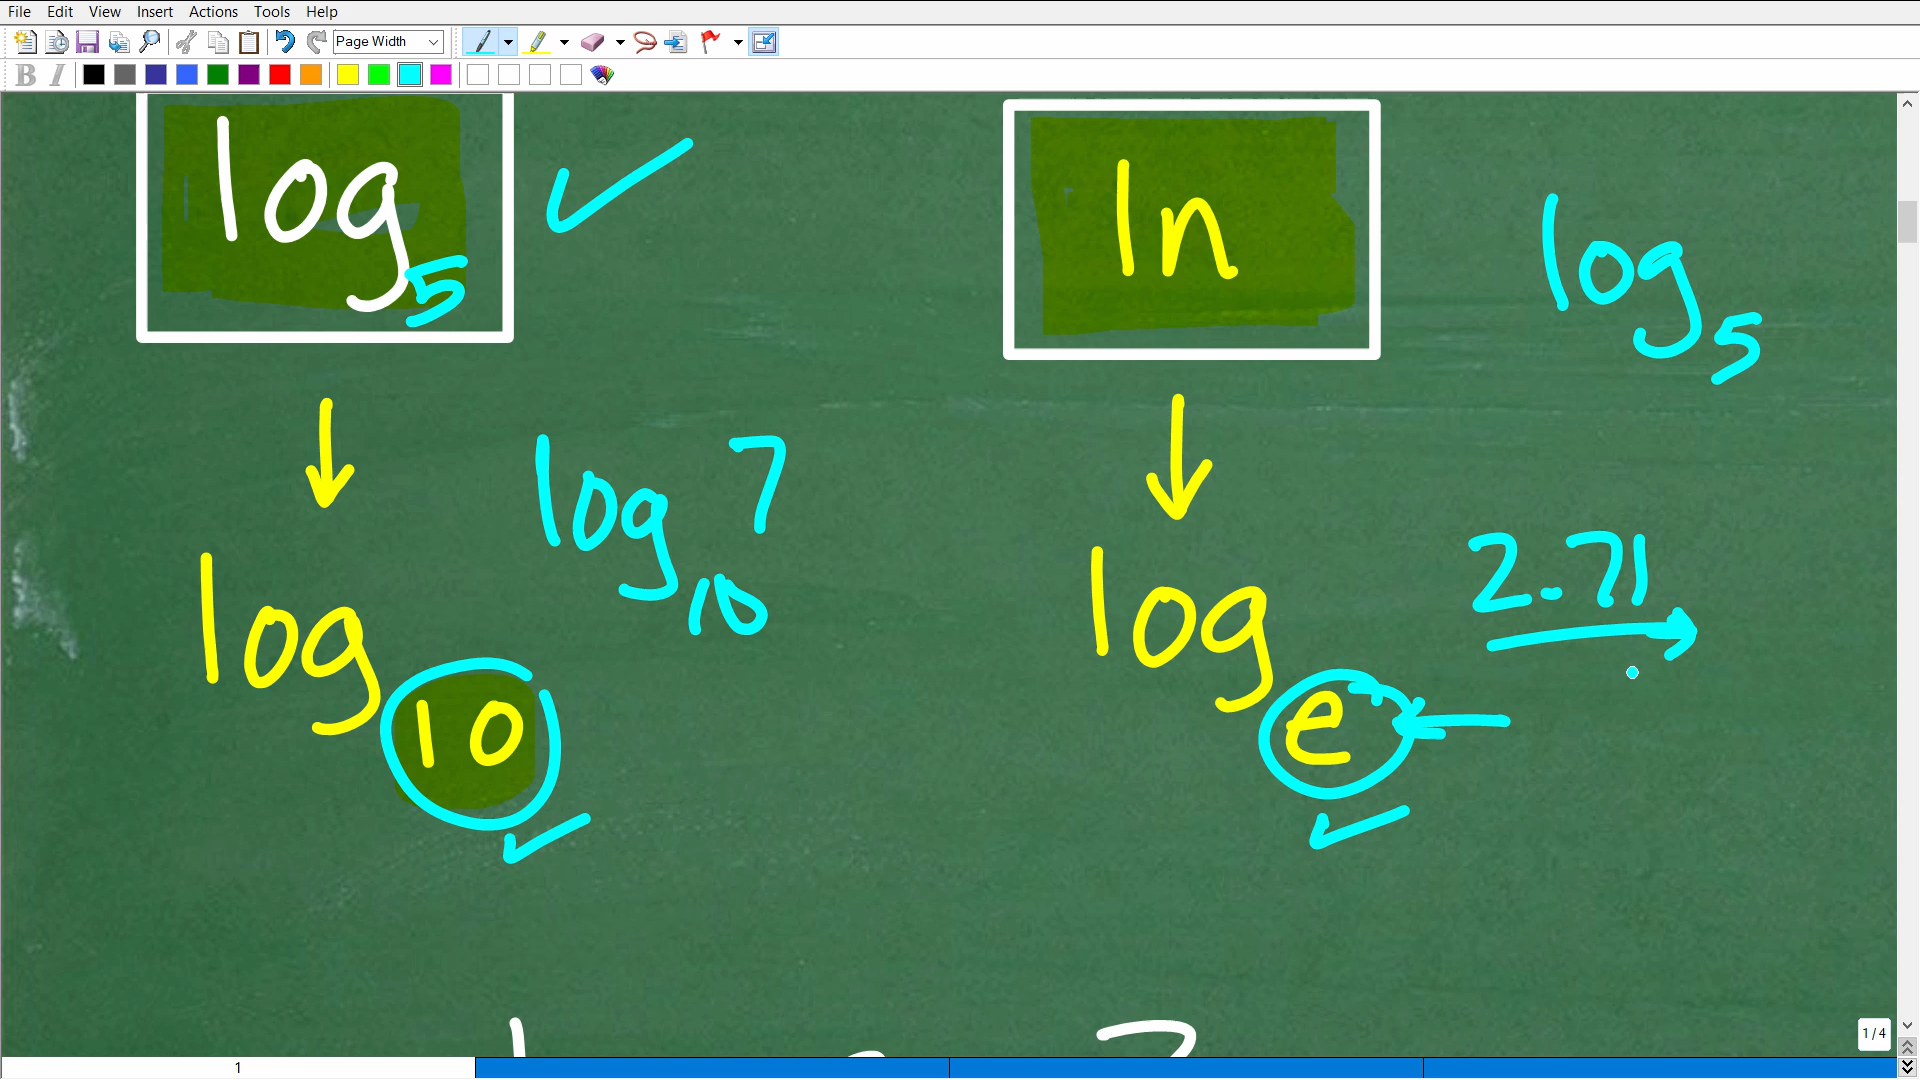 File Edit View Insert Actions Tools Help
Page Width
B I
log5
ln
log5
log10 7
log10
loge
2.71
1 / 4
1